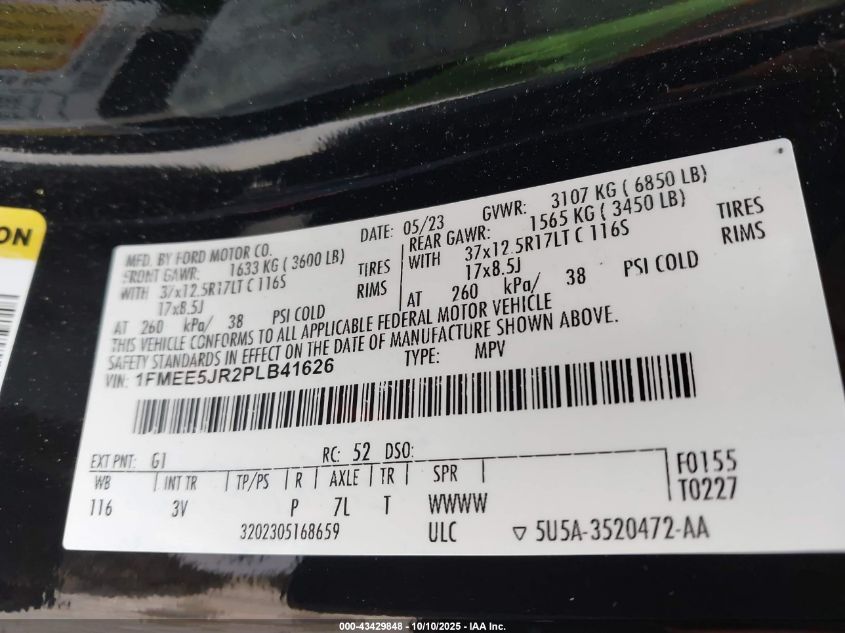 ON
MFD. BY FORD MOTOR CO.
DATE: 05/23
GVWR: 3107 KG ( 6850 LB)
FRONT GAWR: 1633 KG ( 3600 LB)
WITH 37x12.5R17LT C 116S TIRES
17x8.5J RIMS
AT 260 kPa/ 38 PSI COLD
REAR GAWR: 1565 KG ( 3450 LB)
WITH 37x12.5R17LT C 116S TIRES
17x8.5J RIMS
AT 260 kPa/ 38 PSI COLD
THIS VEHICLE CONFORMS TO ALL APPLICABLE FEDERAL MOTOR VEHICLE
SAFETY STANDARDS IN EFFECT ON THE DATE OF MANUFACTURE SHOWN ABOVE.
VIN: 1FMEE5JR2PLB41626
TYPE: MPV
EXT PNT: G1 RC: 52 DSO:
WB INT TR TP/PS R AXLE TR SPR
116 3V P 7L T WWWW
F0155
T0227
3202305168659 ULC ▽ 5U5A-3520472-AA
000-43429848 - 10/10/2025 - IAA Inc.